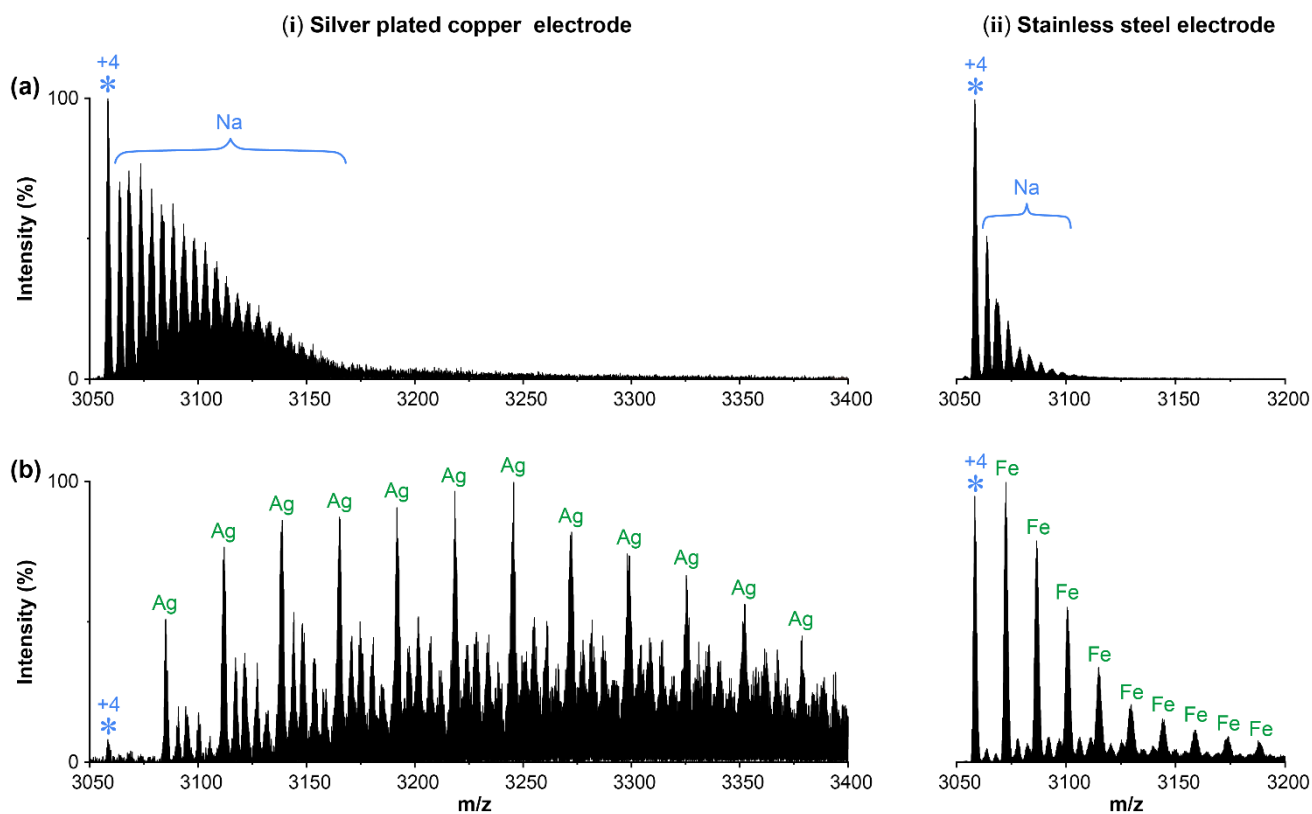 (i) Silver plated copper electrode
(ii) Stainless steel electrode
(a)
+4
*
Na
100
0
Intensity (%)
3050 3100 3150 3200 3250 3300 3350 3400
+4
*
Na
3050 3100 3150 3200
(b)
Ag Ag Ag Ag Ag Ag Ag Ag Ag Ag Ag Ag
+4
*
100
0
Intensity (%)
3050 3100 3150 3200 3250 3300 3350 3400
m/z
+4
*
Fe Fe Fe Fe Fe Fe Fe Fe Fe
3050 3100 3150 3200
m/z